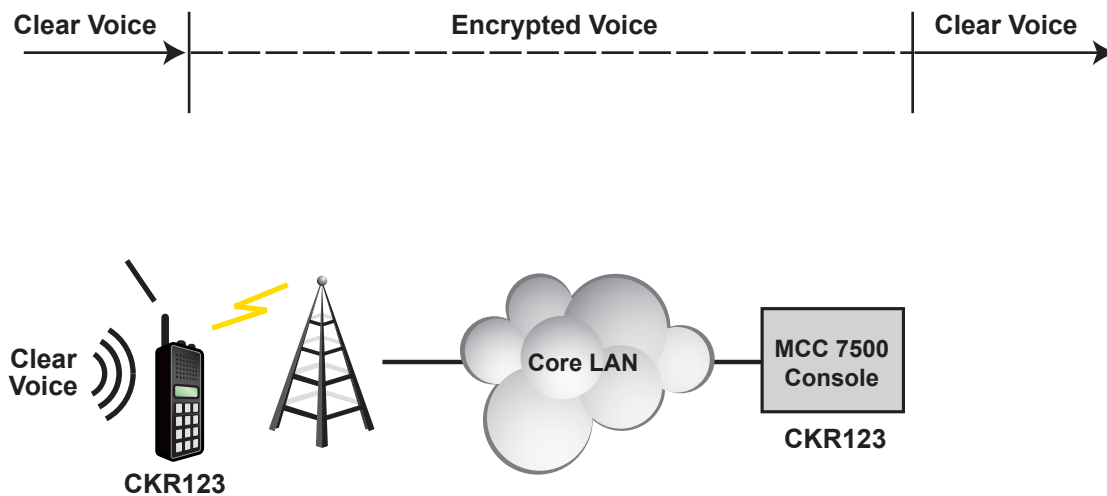 Clear Voice
Encrypted Voice
Clear Voice
Clear
Voice
Core LAN
MCC 7500
Console
CKR123
CKR123